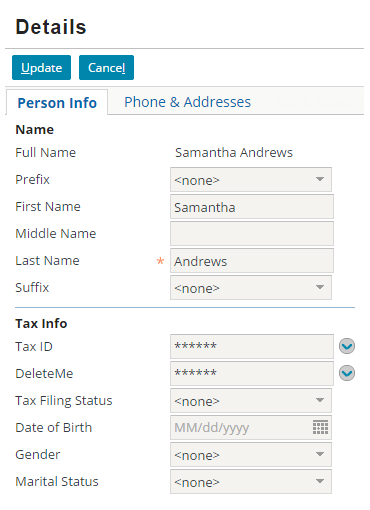 Details
Update Cancel
Person Info Phone & Addresses
Name
Full Name Samantha Andrews
Prefix <none>
First Name Samantha
Middle Name
Last Name * Andrews
Suffix <none>
Tax Info
Tax ID ******
DeleteMe ******
Tax Filing Status <none>
Date of Birth MM/dd/yyyy
Gender <none>
Marital Status <none>